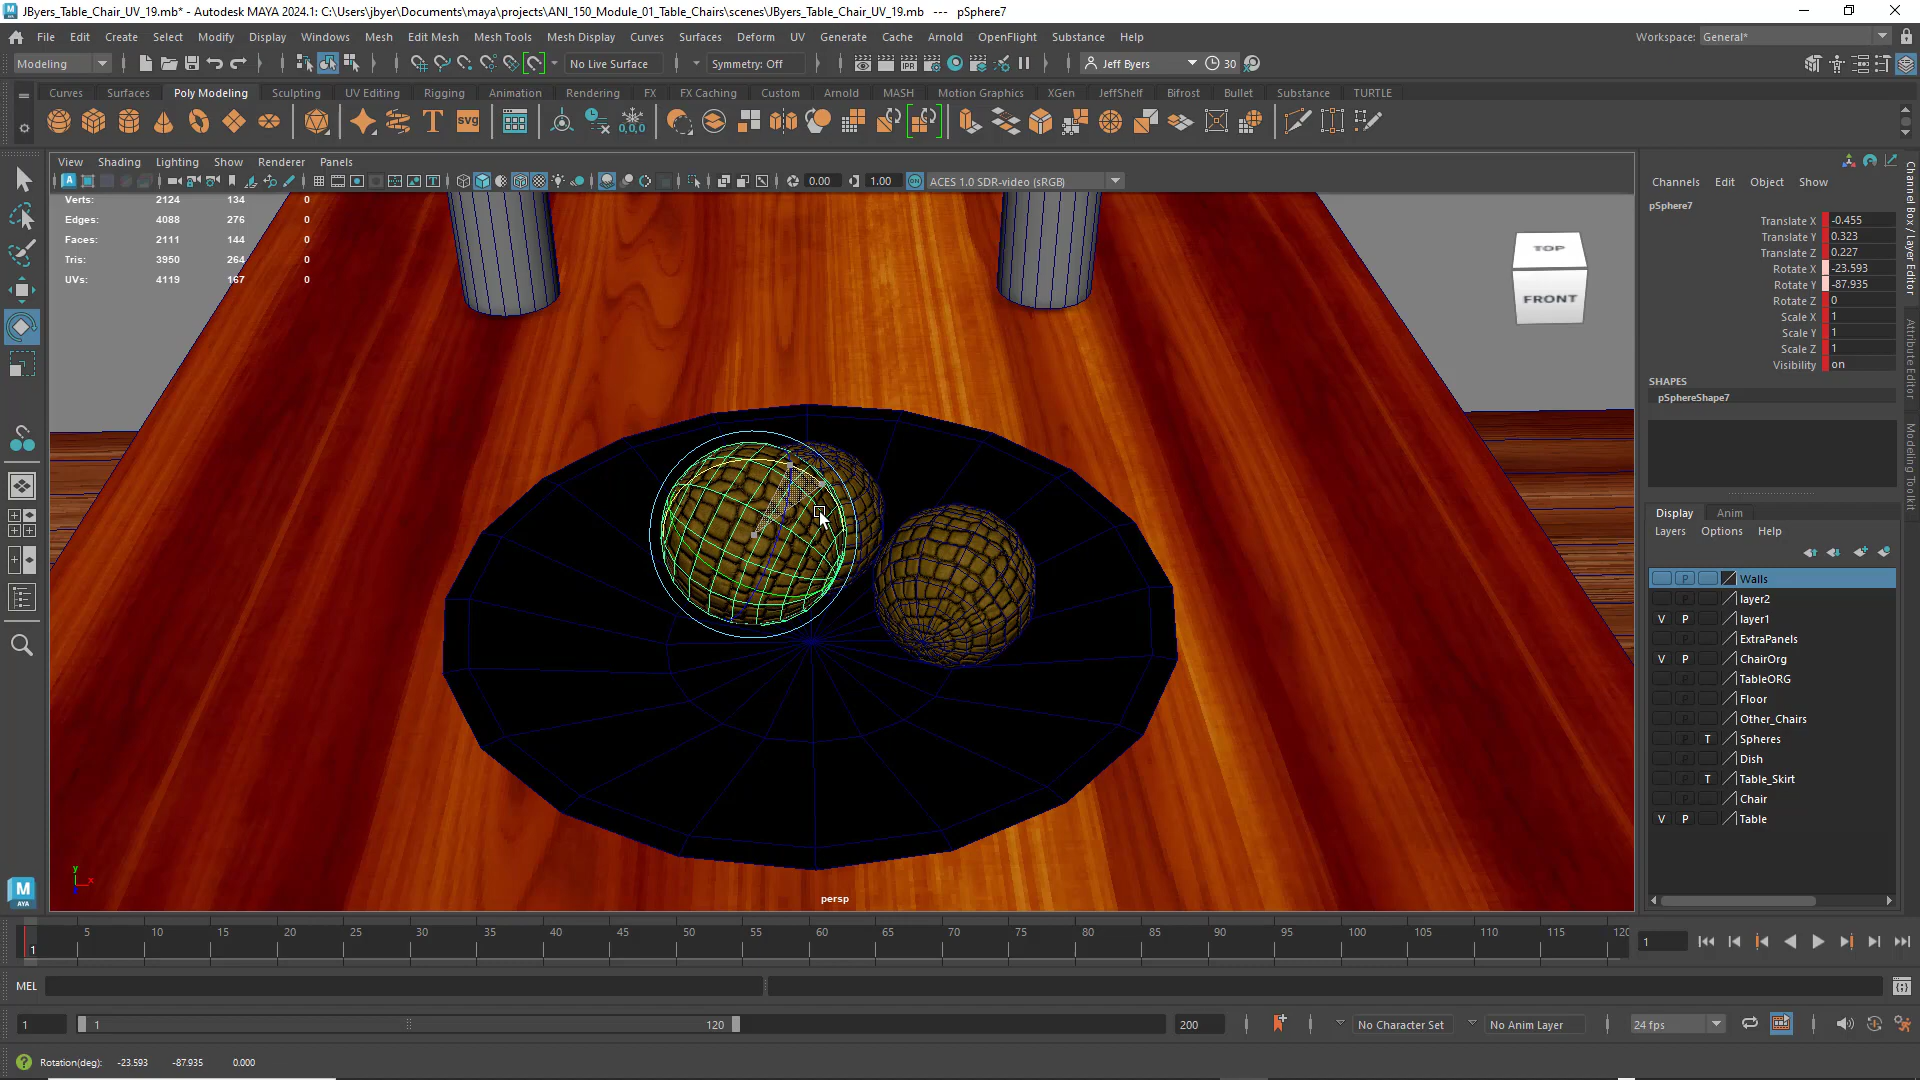 JByers_Table_Chair_UV_19.mb* - Autodesk MAYA 2024.1: C:\Users\jbyer\Documents\maya\projects\ANI_150_Module_01_Table_Chairs\scenes\JByers_Table_Chair_UV_19.mb --- pSphere7
File Edit Create Select Modify Display Windows Mesh Edit Mesh Mesh Tools Mesh Display Curves Surfaces Deform UV Generate Cache Arnold OpenFlight Substance Help
Workspace: General*
Modeling No Live Surface Symmetry: Off Jeff Byers 30
Curves Surfaces Poly Modeling Sculpting UV Editing Rigging Animation Rendering FX FX Caching Custom Arnold MASH Motion Graphics XGen JeffShelf Bifrost Bullet Substance TURTLE
View Shading Lighting Show Renderer Panels
0.00 1.00 ACES 1.0 SDR-video (sRGB)
Verts: 2124 134 0
Edges: 4088 276 0
Faces: 2111 144 0
Tris: 3950 264 0
UVs: 4119 167 0
TOP
FRONT
persp
Channels Edit Object Show
pSphere7
Translate X -0.455
Translate Y 0.323
Translate Z 0.227
Rotate X -23.593
Rotate Y -87.935
Rotate Z 0
Scale X 1
Scale Y 1
Scale Z 1
Visibility on
SHAPES
pSphereShape7
Channel Box / Layer Editor
Attribute Editor
Modeling Toolkit
Display Anim
Layers Options Help
P Walls
P layer2
V P layer1
P ExtraPanels
V P ChairOrg
P TableORG
P Floor
P Other_Chairs
P T Spheres
P Dish
P T Table_Skirt
P Chair
V P Table
5 10 15 20 25 30 35 40 45 50 55 60 65 70 75 80 85 90 95 100 105 110 115 120
1
1
MEL
1 1 120 200 No Character Set No Anim Layer 24 fps
Rotation(deg): -23.593 -87.935 0.000